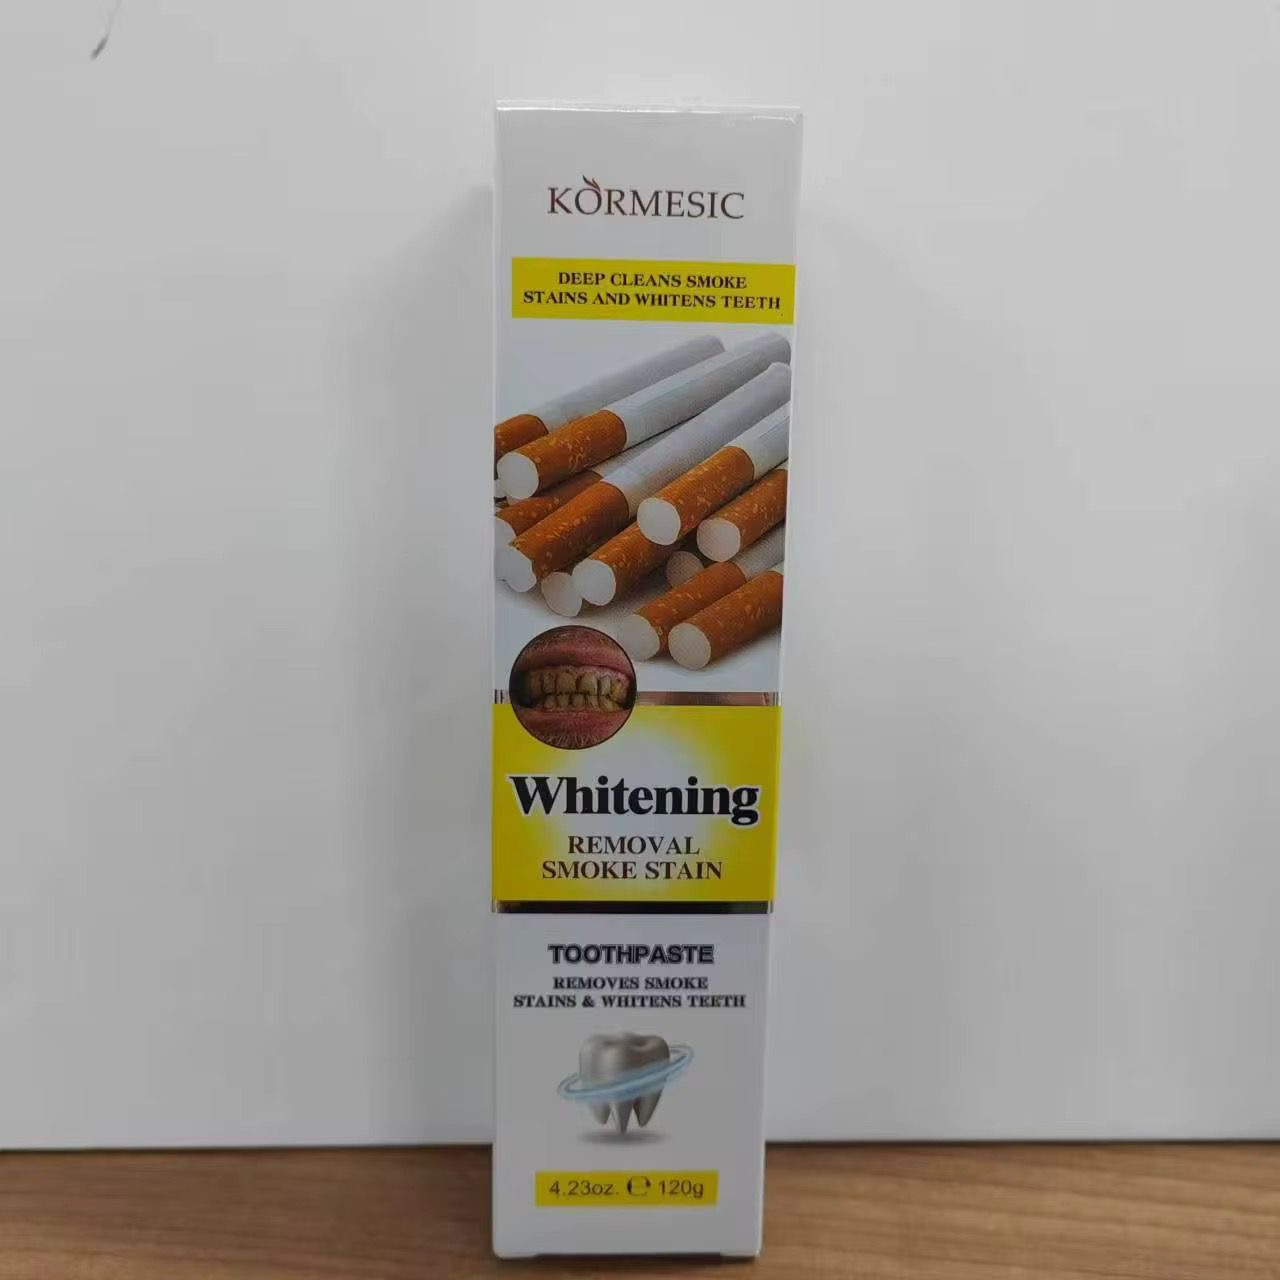 KORMESIC
DEEP CLEANS SMOKE
STAINS AND WHITENS TEETH
Whitening
REMOVAL
SMOKE STAIN
TOOTHPASTE
REMOVES SMOKE
STAINS & WHITENS TEETH
4.23oz. ℮ 120g